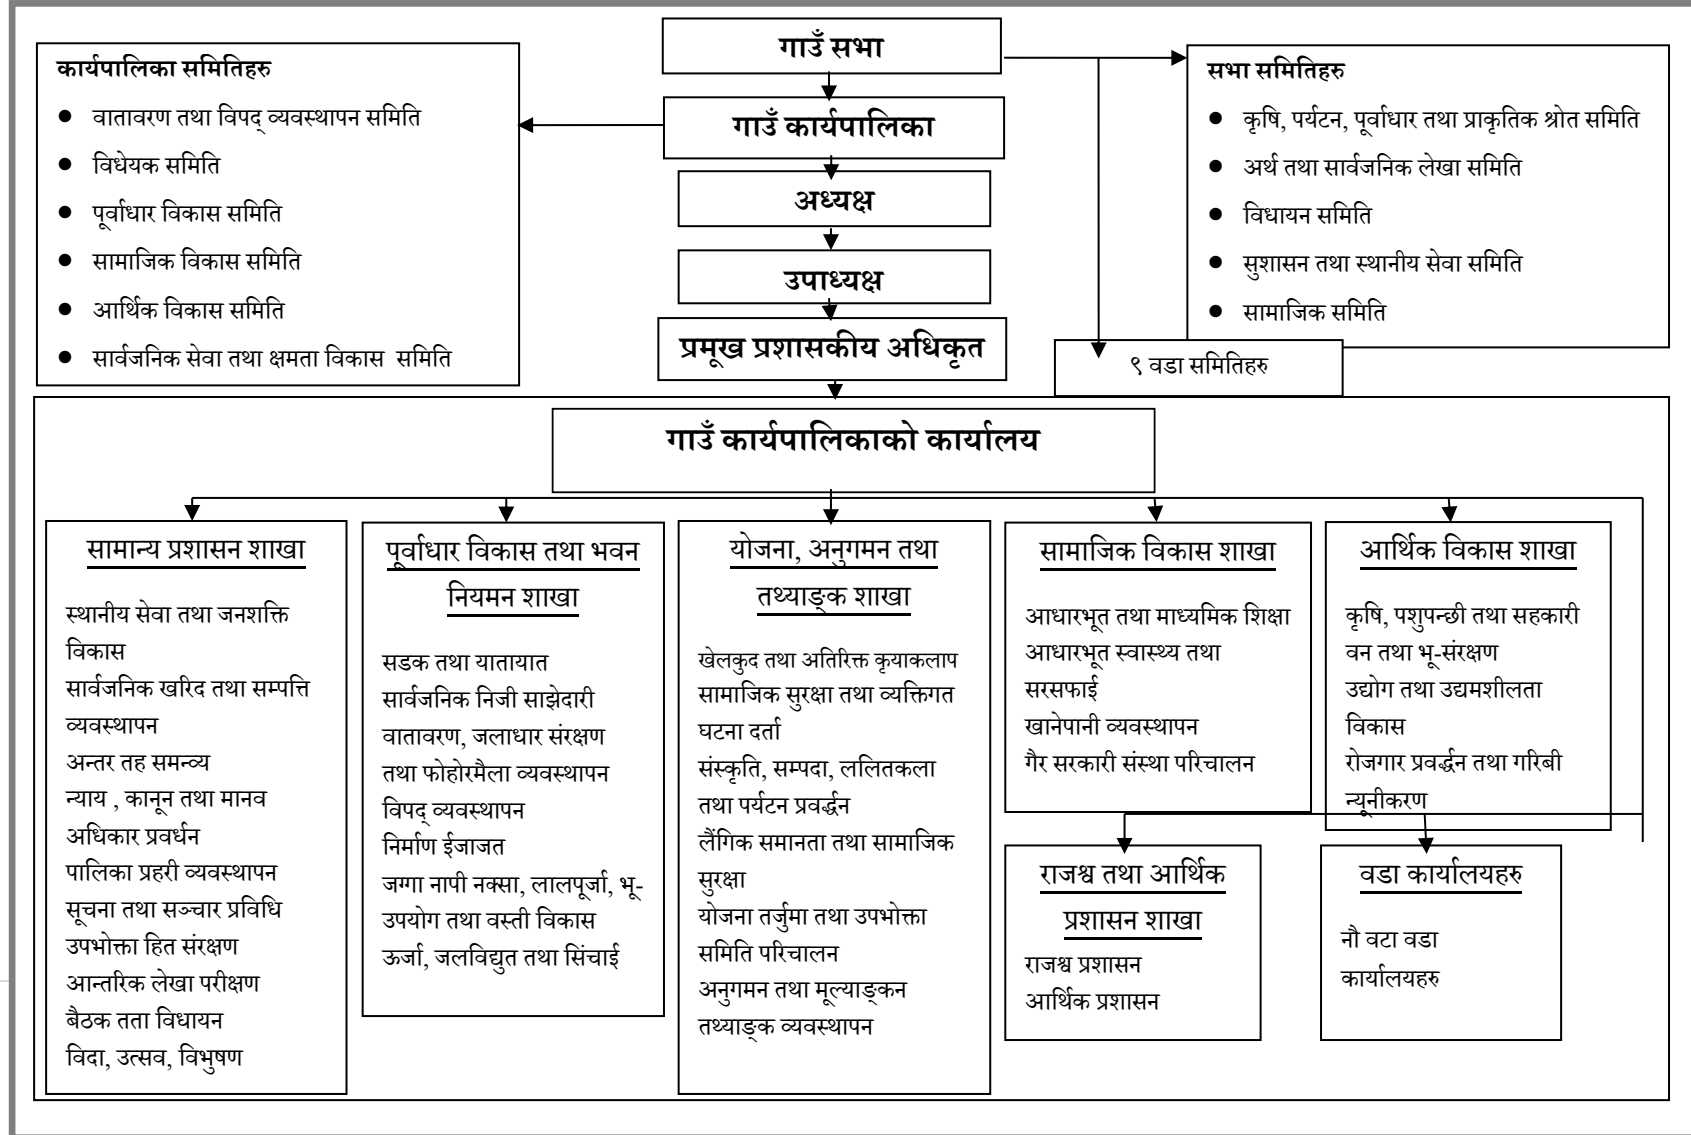 गाउँ सभा
कार्यपालिका समितिहरु
वातावरण तथा विपद् व्यवस्थापन समिति
विधेयक समिति
पूर्वाधार विकास समिति
सामाजिक विकास समिति
आर्थिक विकास समिति
सार्वजनिक सेवा तथा क्षमता विकास समिति
गाउँ कार्यपालिका
अध्यक्ष
उपाध्यक्ष
प्रमूख प्रशासकीय अधिकृत
सभा समितिहरु
कृषि, पर्यटन, पूर्वाधार तथा प्राकृतिक श्रोत समिति
अर्थ तथा सार्वजनिक लेखा समिति
विधायन समिति
सुशासन तथा स्थानीय सेवा समिति
सामाजिक समिति
९ वडा समितिहरु
गाउँ कार्यपालिकाको कार्यालय
सामान्य प्रशासन शाखा
स्थानीय सेवा तथा जनशक्ति
विकास
सार्वजनिक खरिद तथा सम्पत्ति
व्यवस्थापन
अन्तर तह समन्व्य
न्याय , कानून तथा मानव
अधिकार प्रवर्धन
पालिका प्रहरी व्यवस्थापन
सूचना तथा सञ्चार प्रविधि
उपभोक्ता हित संरक्षण
आन्तरिक लेखा परीक्षण
बैठक तता विधायन
विदा, उत्सव, विभुषण
पूर्वाधार विकास तथा भवन
नियमन शाखा
सडक तथा यातायात
सार्वजनिक निजी साझेदारी
वातावरण, जलाधार संरक्षण
तथा फोहोरमैला व्यवस्थापन
विपद् व्यवस्थापन
निर्माण ईजाजत
जग्गा नापी नक्सा, लालपूर्जा, भू-
उपयोग तथा वस्ती विकास
ऊर्जा, जलविद्युत तथा सिंचाई
योजना, अनुगमन तथा
तथ्याङ्क शाखा
खेलकुद तथा अतिरिक्त कृयाकलाप
सामाजिक सुरक्षा तथा व्यक्तिगत
घटना दर्ता
संस्कृति, सम्पदा, ललितकला
तथा पर्यटन प्रवर्द्धन
लैंगिक समानता तथा सामाजिक
सुरक्षा
योजना तर्जुमा तथा उपभोक्ता
समिति परिचालन
अनुगमन तथा मूल्याङ्कन
तथ्याङ्क व्यवस्थापन
सामाजिक विकास शाखा
आधारभूत तथा माध्यमिक शिक्षा
आधारभूत स्वास्थ्य तथा
सरसफाई
खानेपानी व्यवस्थापन
गैर सरकारी संस्था परिचालन
आर्थिक विकास शाखा
कृषि, पशुपन्छी तथा सहकारी
वन तथा भू-संरक्षण
उद्योग तथा उद्यमशीलता
विकास
रोजगार प्रवर्द्धन तथा गरिबी
न्यूनीकरण
राजश्व तथा आर्थिक
प्रशासन शाखा
राजश्व प्रशासन
आर्थिक प्रशासन
वडा कार्यालयहरु
नौ वटा वडा
कार्यालयहरु